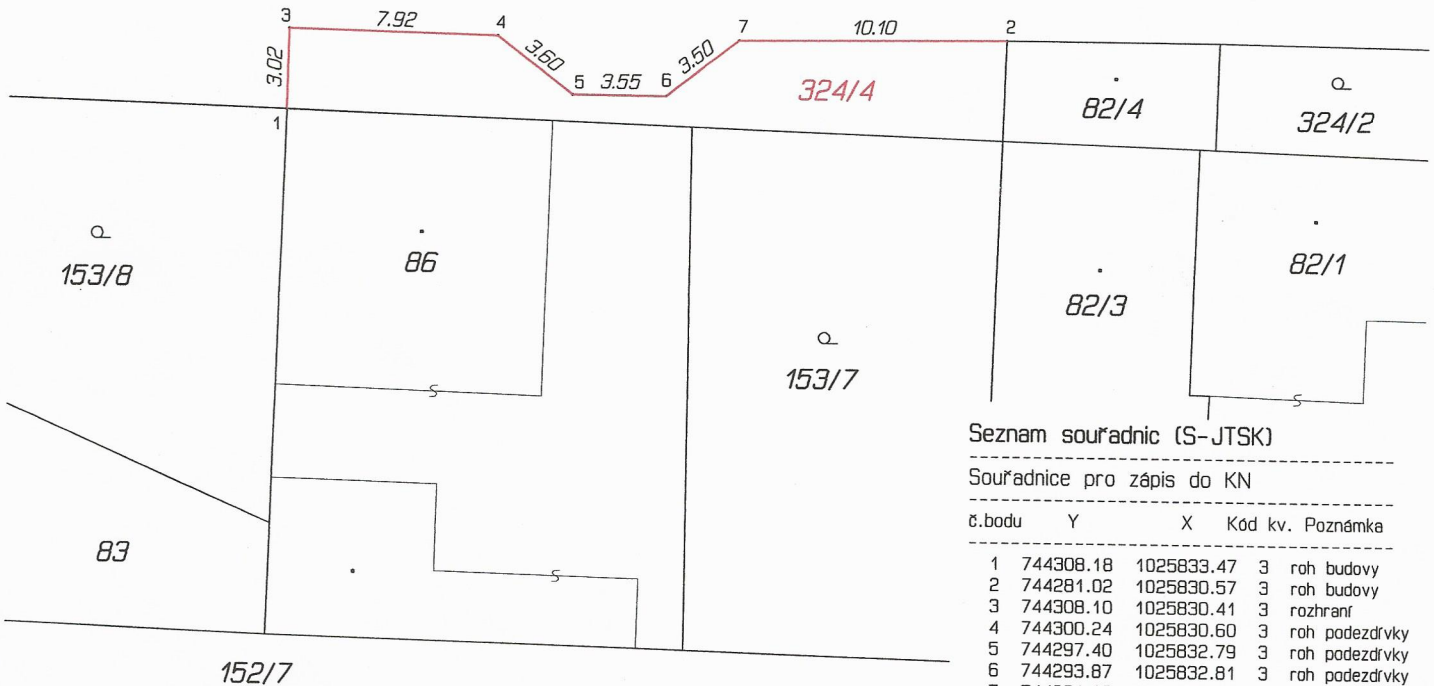 3 7.92 4 7 10.10 2
3.02 3.60 5 3.55 6 3.50
324/4 82/4 324/2
1
153/8 86 82/1
82/3
153/7
83
152/7
Seznam souřadnic (S-JTSK)
Souřadnice pro zápis do KN
č.bodu Y X Kód kv. Poznámka
1 744308.18 1025833.47 3 roh budovy
2 744281.02 1025830.57 3 roh budovy
3 744308.10 1025830.41 3 rozhraní
4 744300.24 1025830.60 3 roh podezdívky
5 744297.40 1025832.79 3 roh podezdívky
6 744293.87 1025832.81 3 roh podezdívky